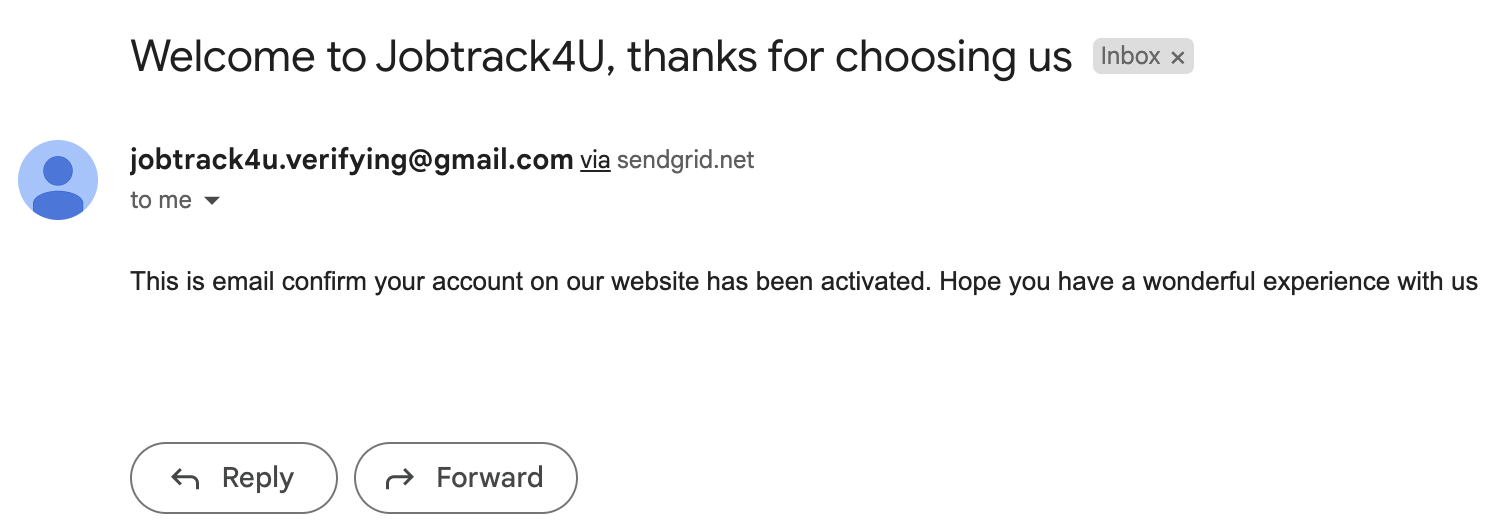 Welcome to Jobtrack4U, thanks for choosing us Inbox ×
jobtrack4u.verifying@gmail.com via sendgrid.net
to me
This is email confirm your account on our website has been activated. Hope you have a wonderful experience with us
Reply Forward